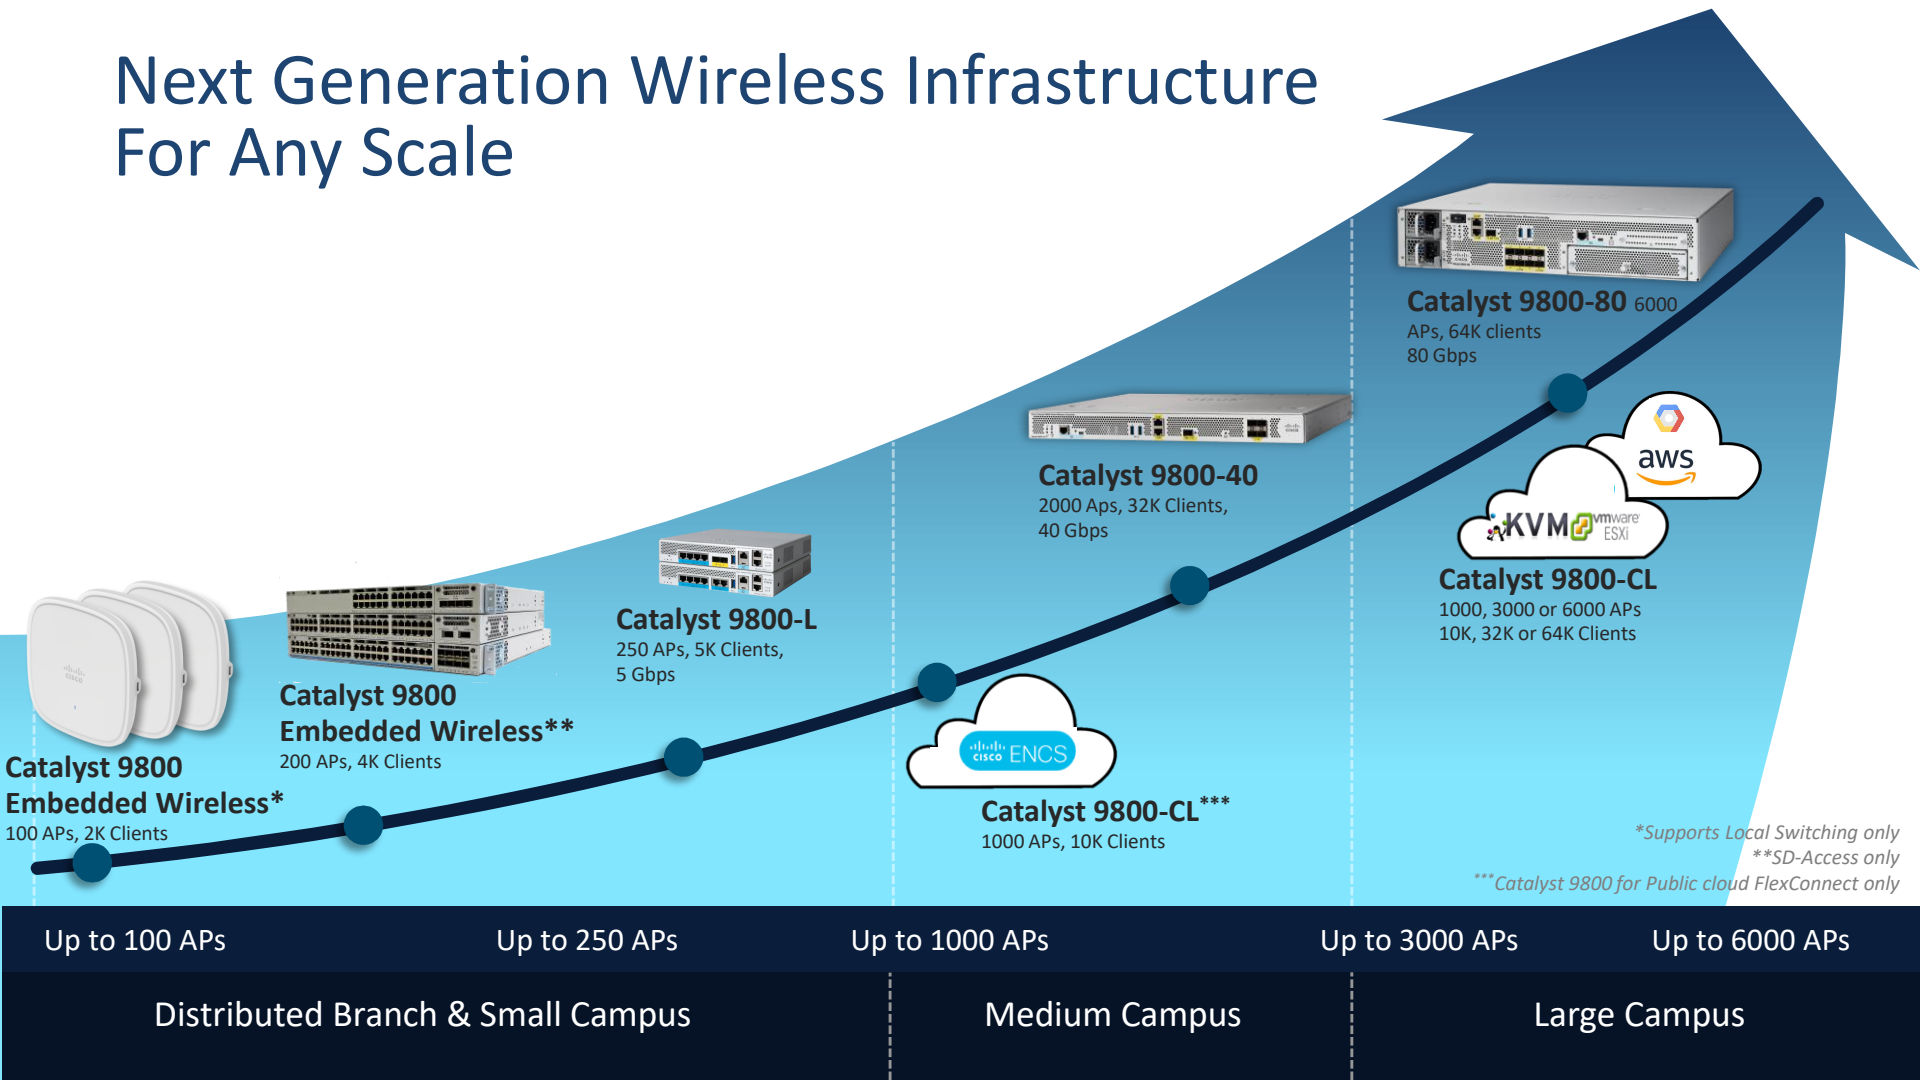 Next Generation Wireless Infrastructure
For Any Scale
Catalyst 9800-80 6000
APs, 64K clients
80 Gbps
Catalyst 9800-40
2000 Aps, 32K Clients,
40 Gbps
aws
KVM vmware
ESXi
Catalyst 9800-CL
1000, 3000 or 6000 APs
10K, 32K or 64K Clients
Catalyst 9800-L
250 APs, 5K Clients,
5 Gbps
Catalyst 9800
Embedded Wireless**
200 APs, 4K Clients
CISCO
Catalyst 9800
Embedded Wireless*
100 APs, 2K Clients
CISCO ENCS
Catalyst 9800-CL***
1000 APs, 10K Clients
*Supports Local Switching only
**SD-Access only
***Catalyst 9800 for Public cloud FlexConnect only
Up to 100 APs Up to 250 APs Up to 1000 APs Up to 3000 APs Up to 6000 APs
Distributed Branch & Small Campus Medium Campus Large Campus